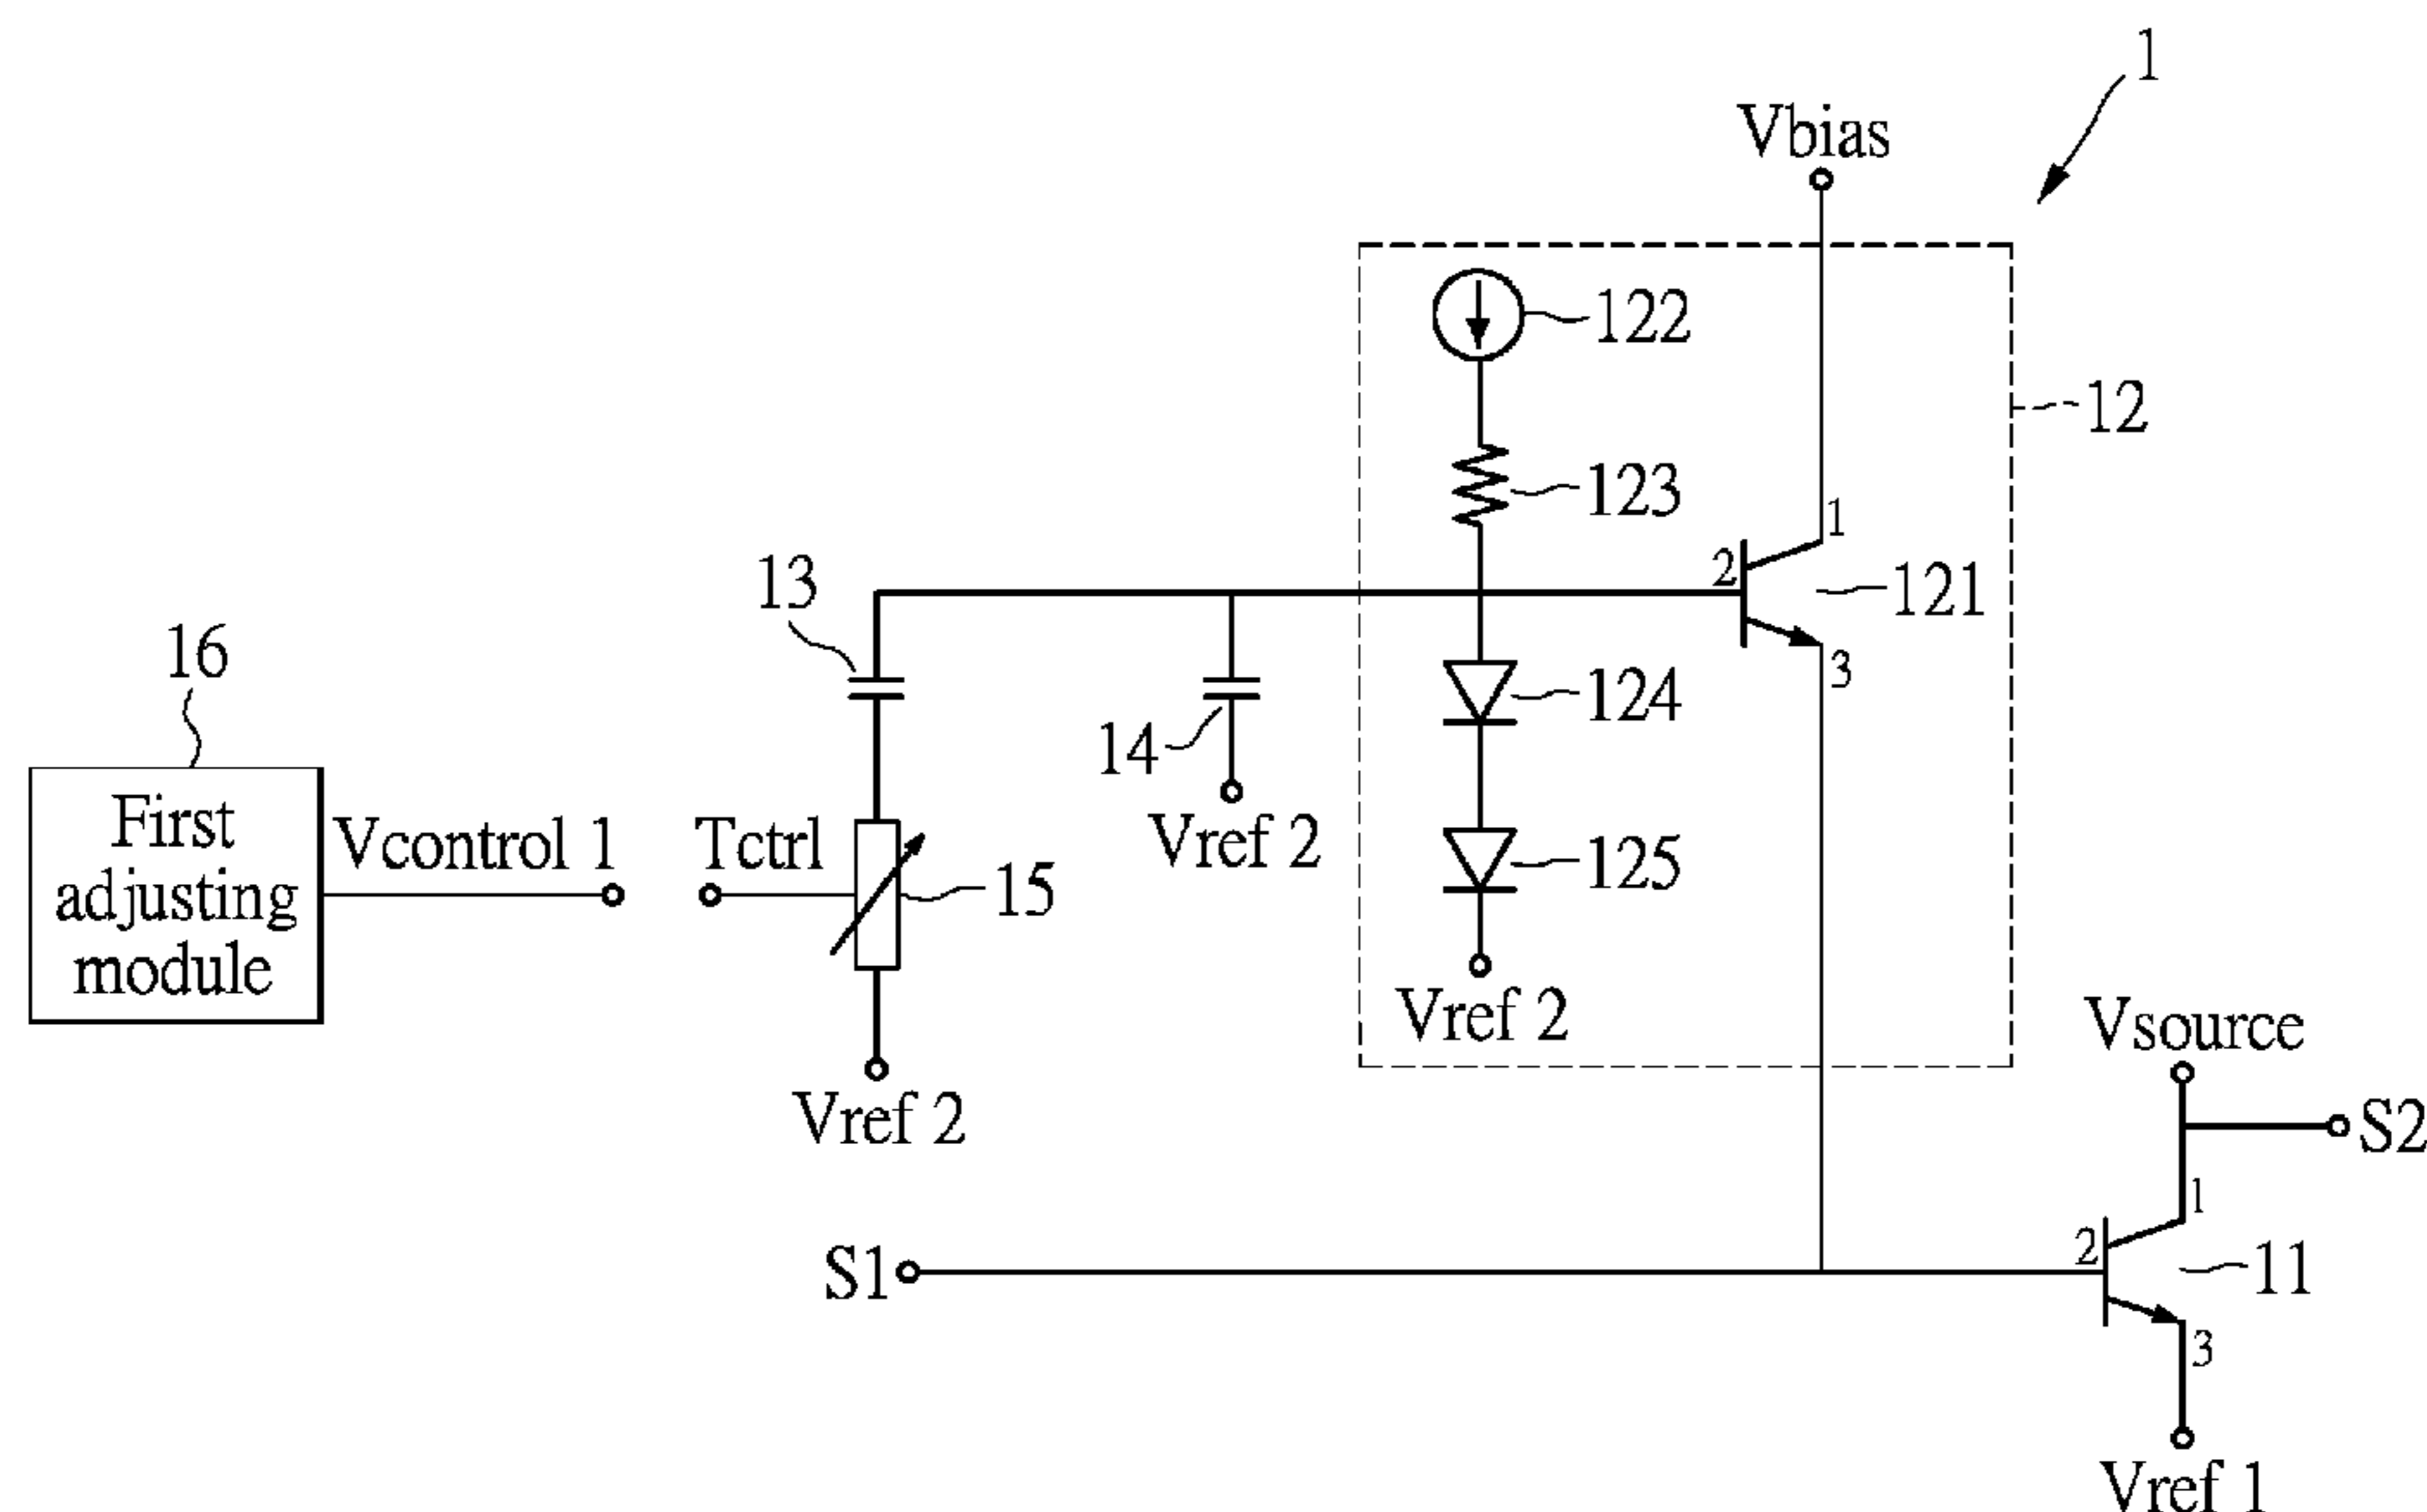 1
Vbias
122
12
123
1
2
121
3
13
16
124
14
First
adjusting
module
Vcontrol 1
Tctrl
15
Vref 2
125
Vref 2
Vref 2
Vsource
S2
1
S1
2
11
3
Vref 1